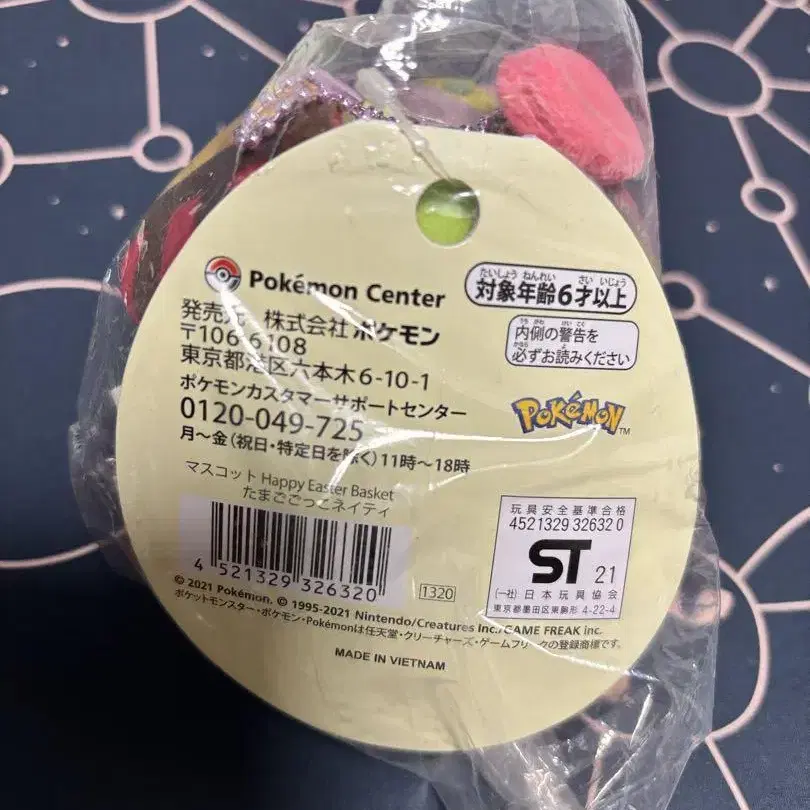 Pokémon Center
たいしょう ねんれい さい いじょう
対象年齢6才以上
発売元 株式会社 ポケモン
〒106-6108
東京都港区六本木6-10-1
ポケモンカスタマーサポートセンター
0120-049-725
月~金(祝日・特定日を除く)11時~18時
うち がわ けい こく
内側の警告を
かなら よ
必ずお読みください
POKéMON TM
マスコット Happy Easter Basket
たまごごっこネイティ
4 521329 326320
1320
玩具安全基準合格
4521329 32632 0
ST 21
(一社)日本玩具協会
東京都墨田区東駒形 4-22-4
© 2021 Pokémon. © 1995-2021 Nintendo/Creatures Inc./GAME FREAK inc.
ポケットモンスター・ポケモン・Pokémonは任天堂・クリーチャーズ・ゲームフリークの登録商標です。
MADE IN VIETNAM